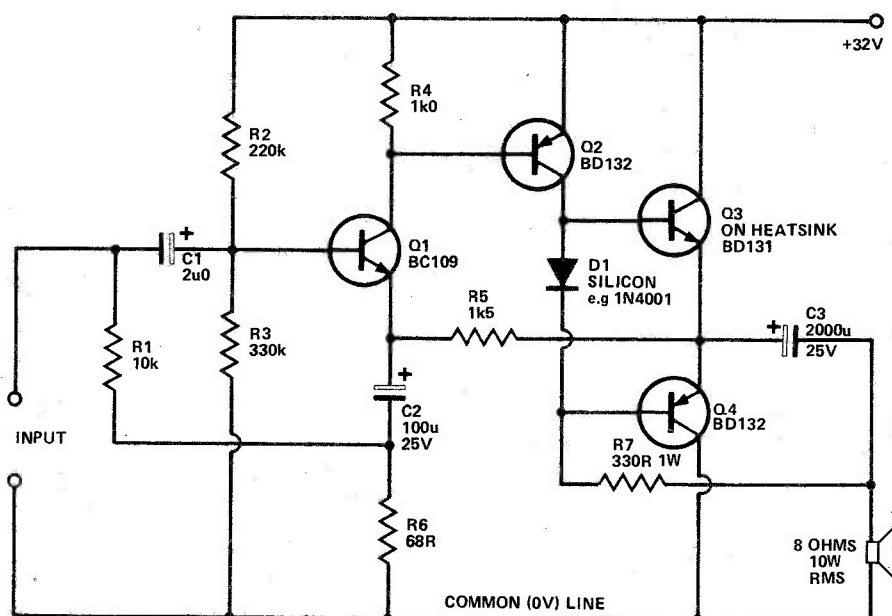 +32V
R4
1k0
R2
220k
Q2
BD132
Q3
ON HEATSINK
BD131
+
C1
2u0
Q1
BC109
D1
SILICON
e.g 1N4001
R5
1k5
C3
2000u
25V
+
R1
10k
R3
330k
+
C2
100u
25V
Q4
BD132
INPUT
R7
330R 1W
R6
68R
8 OHMS
10W
RMS
COMMON (0V) LINE